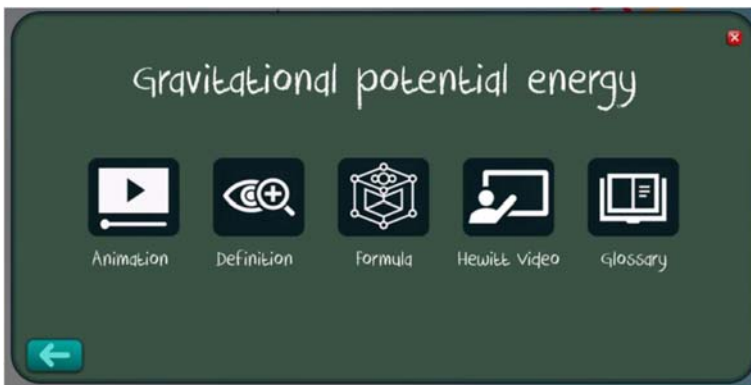 Gravitational potential energy
Animation
Definition
Formula
Hewitt Video
Glossary